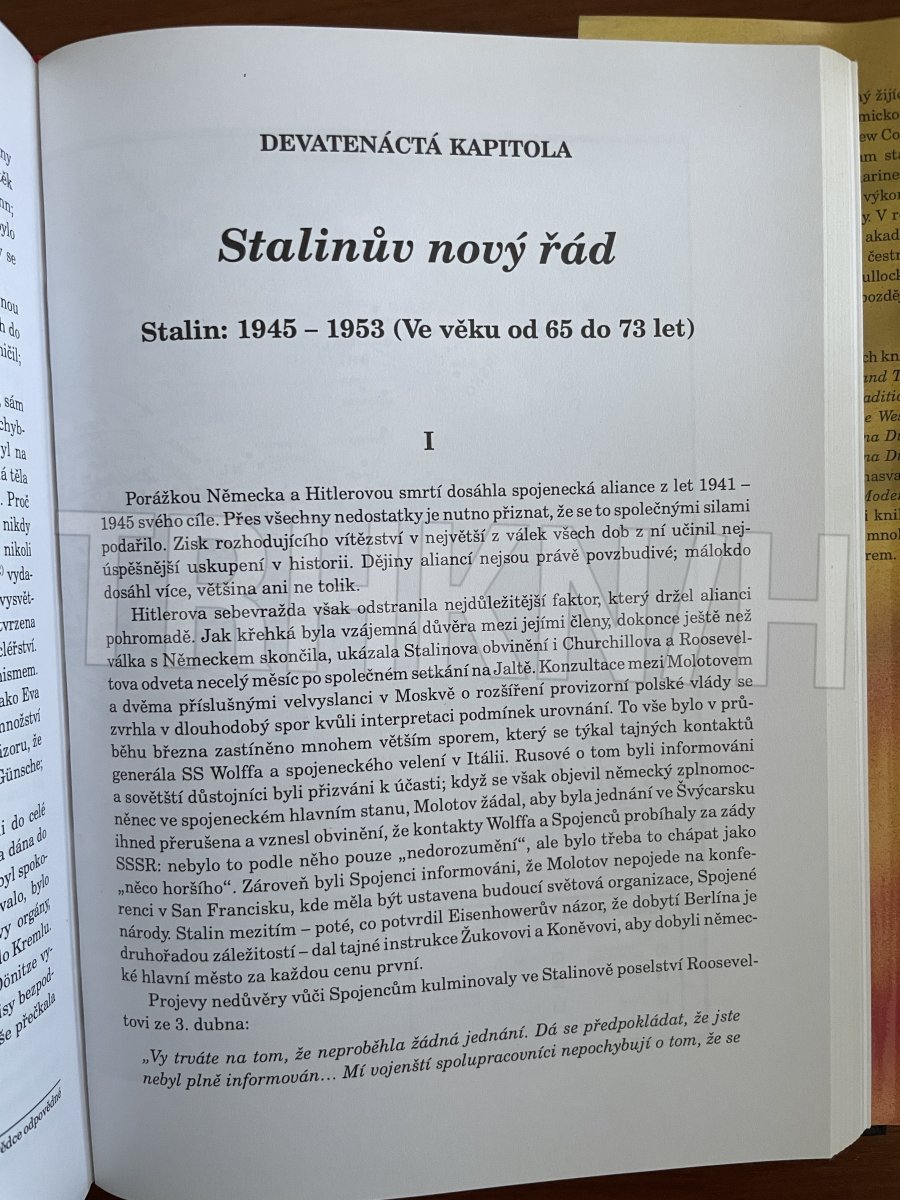 DEVATENÁCTÁ KAPITOLA
Stalinův nový řád
Stalin: 1945 – 1953 (Ve věku od 65 do 73 let)
I
Porážkou Německa a Hitlerovou smrtí dosáhla spojenecká aliance z let 1941 –
1945 svého cíle. Přes všechny nedostatky je nutno přiznat, že se to společnými silami
podařilo. Zisk rozhodujícího vítězství v největší z válek všech dob z ní učinil nej-
úspěšnější uskupení v historii. Dějiny aliancí nejsou právě povzbudivé; málokdo
dosáhl více, většina ani ne tolik.
Hitlerova sebevražda však odstranila nejdůležitější faktor, který držel alianci
pohromadě. Jak křehká byla vzájemná důvěra mezi jejími členy, dokonce ještě než
válka s Německem skončila, ukázala Stalinova obvinění i Churchillova a Roosevel-
tova odveta necelý měsíc po společném setkání na Jaltě. Konzultace mezi Molotovem
a dvěma příslušnými velvyslanci v Moskvě o rozšíření provizorní polské vlády se
zvrhla v dlouhodobý spor kvůli interpretaci podmínek urovnání. To vše bylo v prů-
běhu března zastíněno mnohem větším sporem, který se týkal tajných kontaktů
generála SS Wolffa a spojeneckého velení v Itálii. Rusové o tom byli informováni
a sovětští důstojníci byli přizváni k účasti; když se však objevil německý zplnomoc-
něnec ve spojeneckém hlavním stanu, Molotov žádal, aby byla jednání ve Švýcarsku
ihned přerušena a vznesl obvinění, že kontakty Wolffa a Spojenců probíhaly za zády
SSSR: nebylo to podle něho pouze „nedorozumění“, ale bylo třeba to chápat jako
„něco horšího“. Zároveň byli Spojenci informováni, že Molotov nepojede na konfe-
renci v San Francisku, kde měla být ustavena budoucí světová organizace, Spojené
národy. Stalin mezitím – poté, co potvrdil Eisenhowerův názor, že dobytí Berlína je
druhořadou záležitostí – dal tajné instrukce Žukovovi a Koněvovi, aby dobyli němec-
ké hlavní město za každou cenu první.
Projevy nedůvěry vůči Spojencům kulminovaly ve Stalinově poselství Roosevel-
tovi ze 3. dubna:
„Vy trváte na tom, že neproběhla žádná jednání. Dá se předpokládat, že jste
nebyl plně informován… Mí vojenští spolupracovníci nepochybují o tom, že se